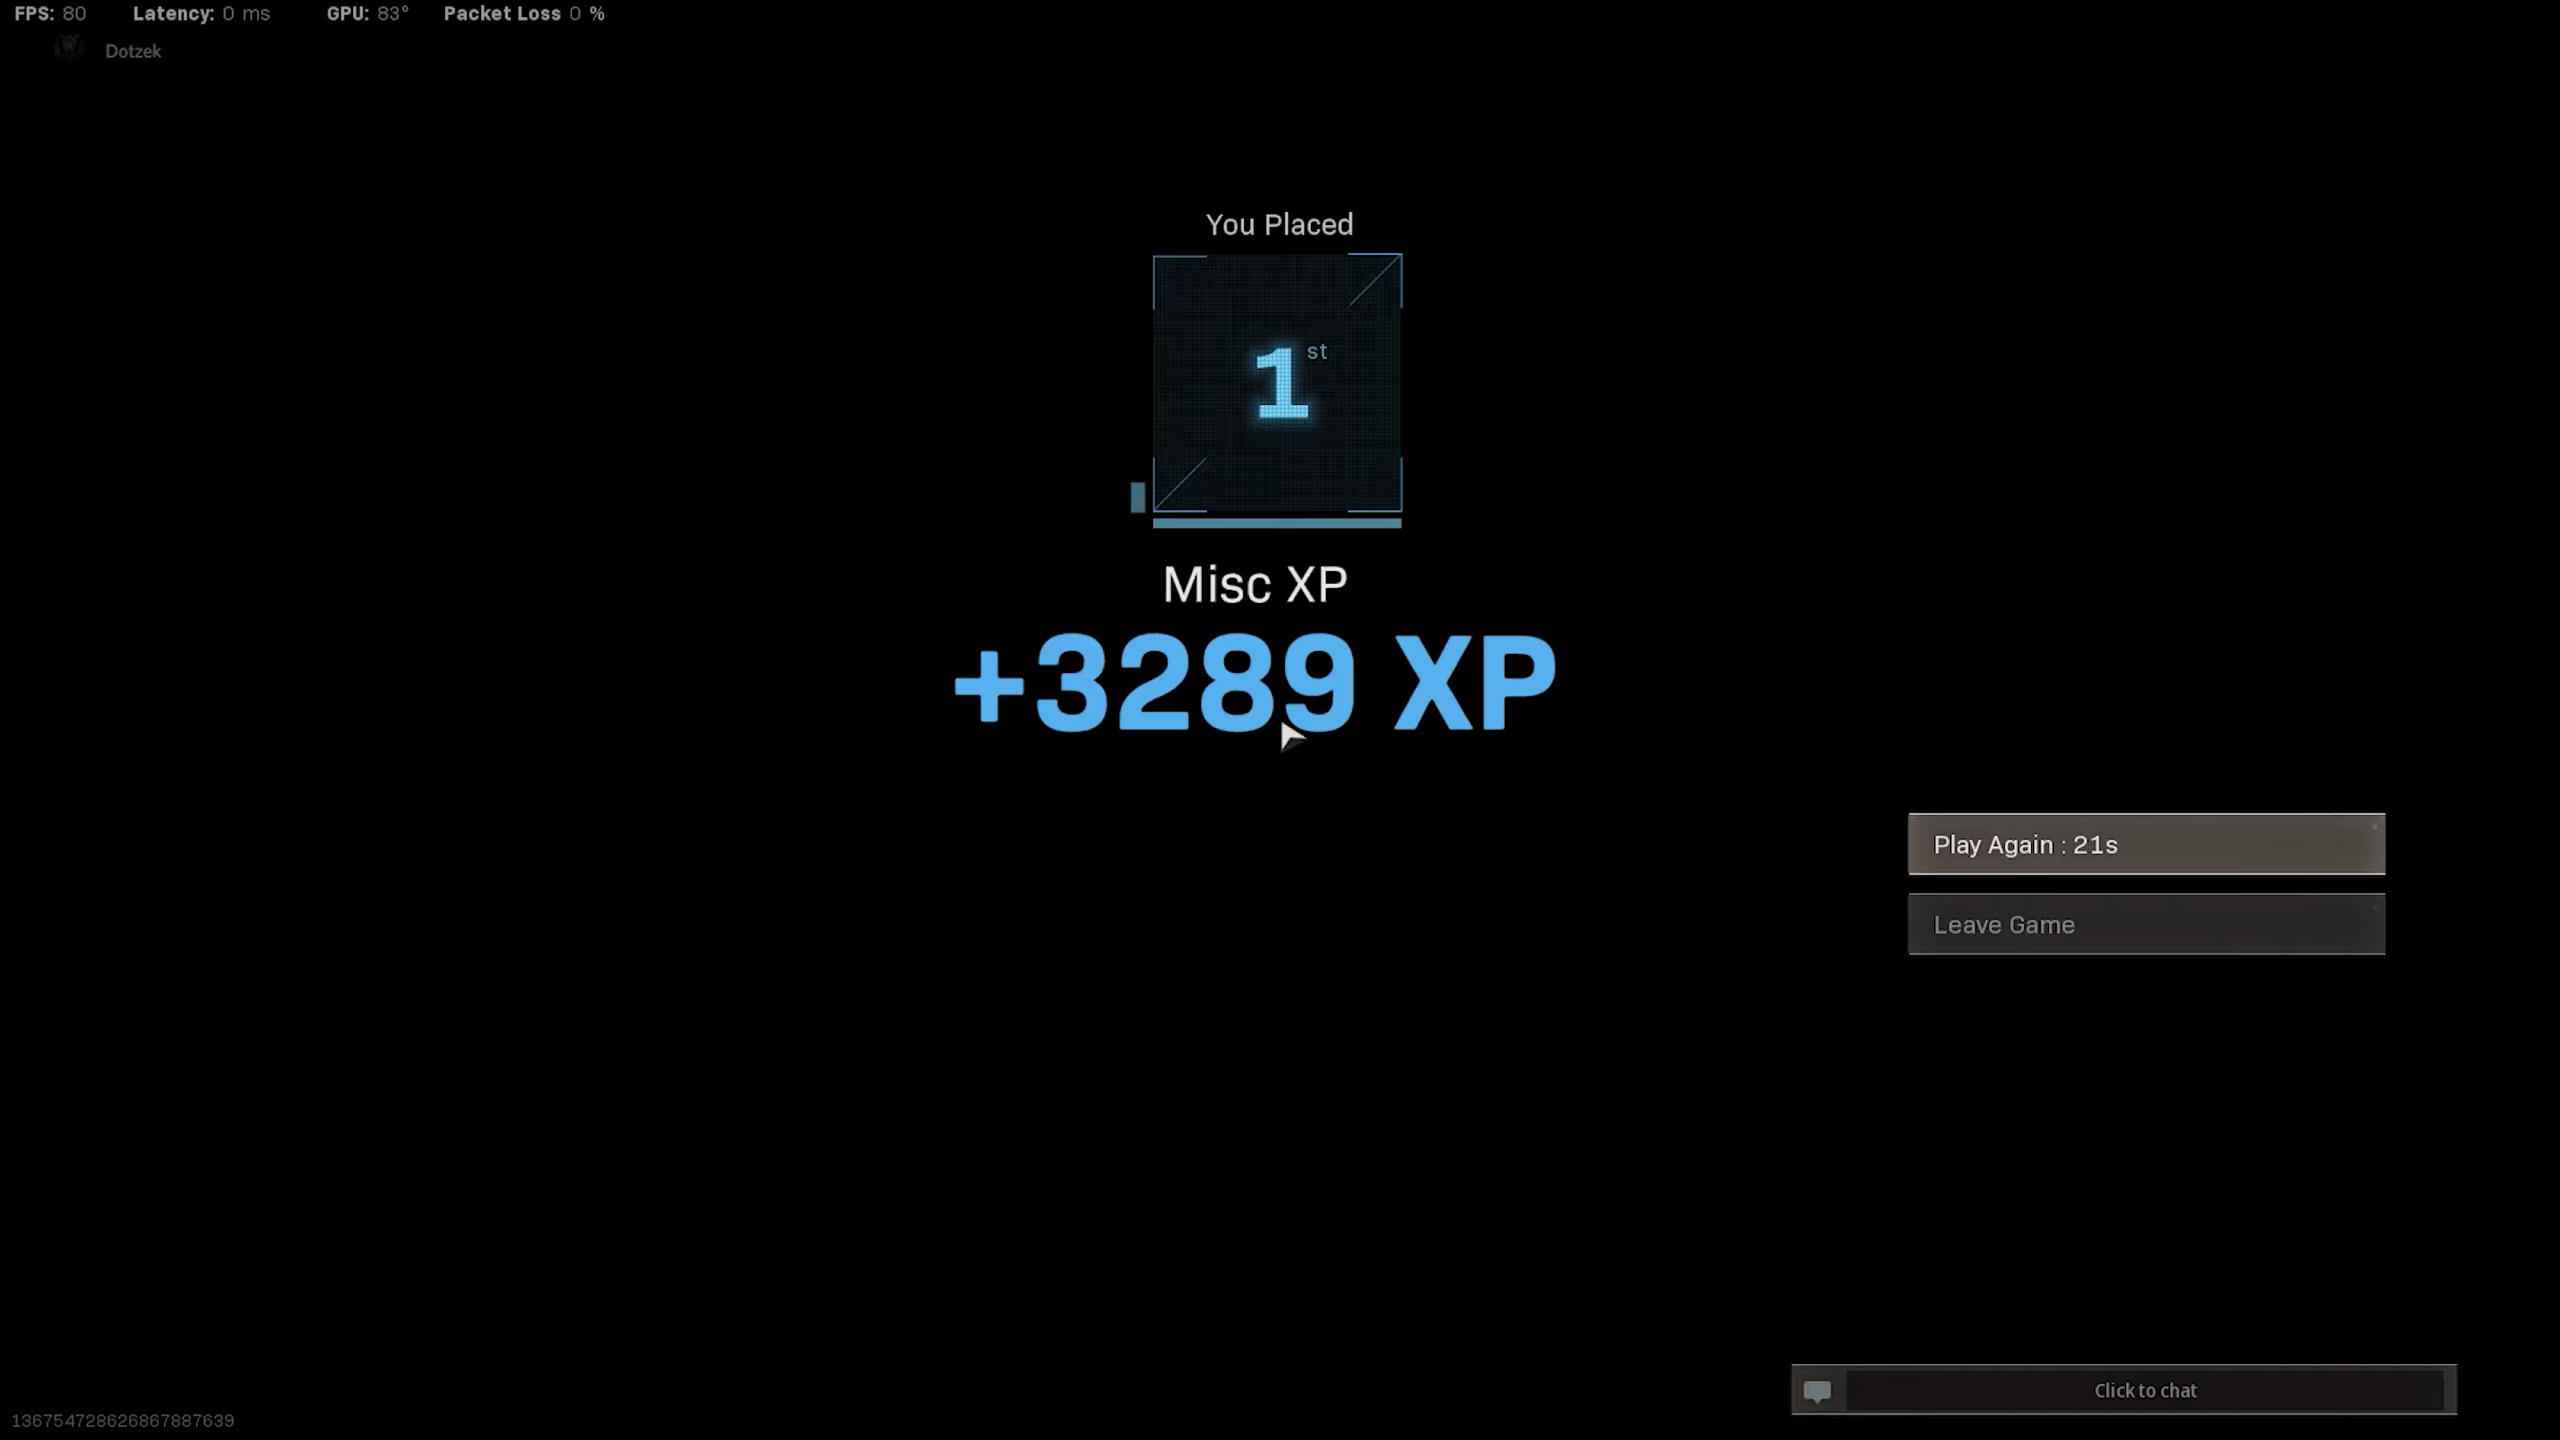 FPS: 80 Latency: 0 ms GPU: 83° Packet Loss 0 %
Dotzek
You Placed
1st
Misc XP
+3289 XP
Play Again : 21s
Leave Game
Click to chat
136754728626867887639